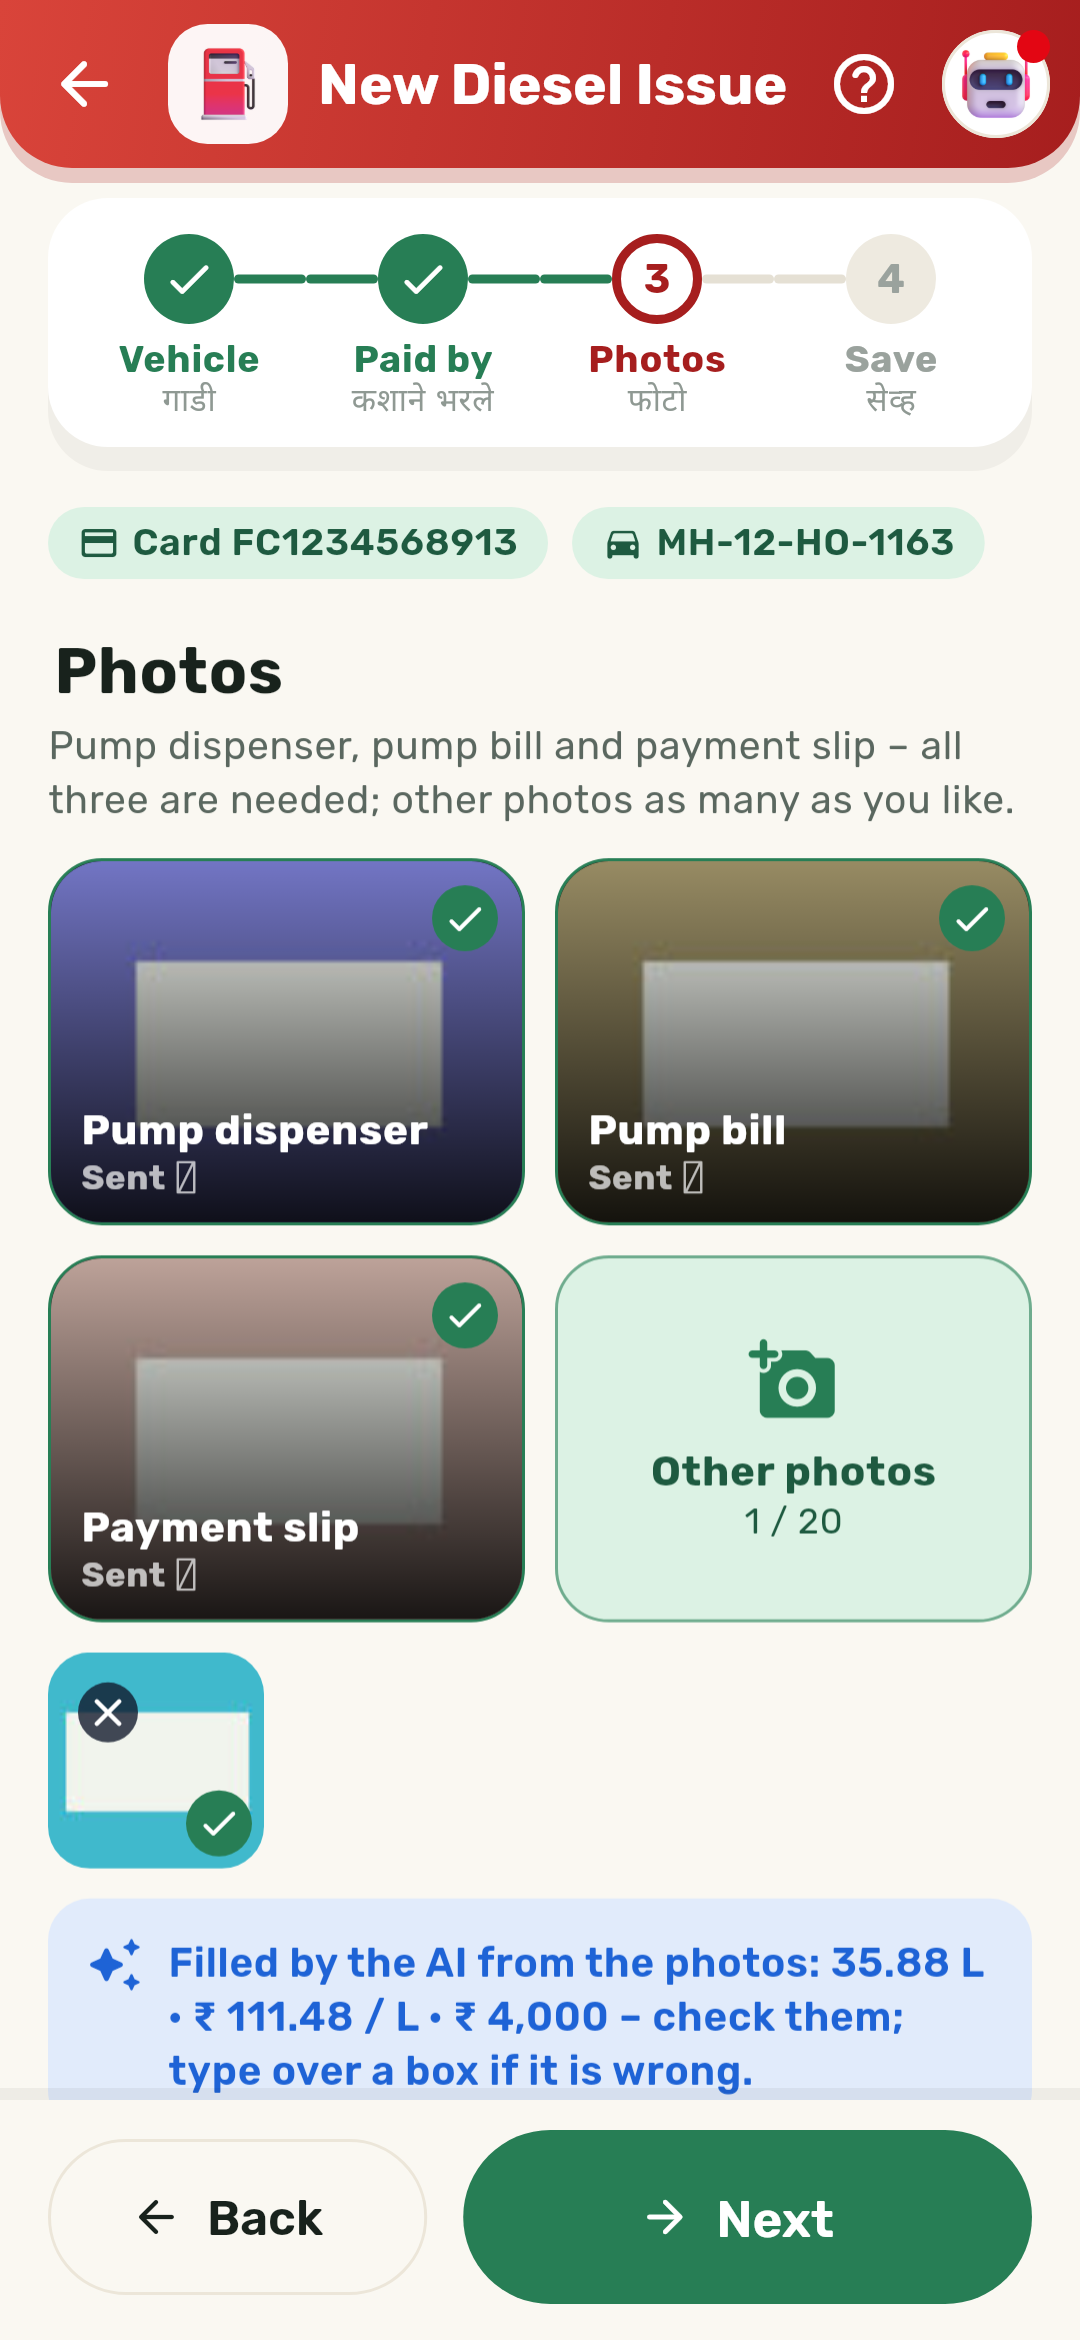 New Diesel Issue
3
4
Vehicle
Paid by
Photos
Save
गाडी
कशाने भरले
फोटो
सेव्ह
Card FC1234568913
MH-12-HO-1163
Photos
Pump dispenser, pump bill and payment slip – all
three are needed; other photos as many as you like.
Pump dispenser
Sent
Pump bill
Sent
Payment slip
Sent
Other photos
1 / 20
Filled by the AI from the photos: 35.88 L
• ₹ 111.48 / L • ₹ 4,000 – check them;
type over a box if it is wrong.
Back
Next